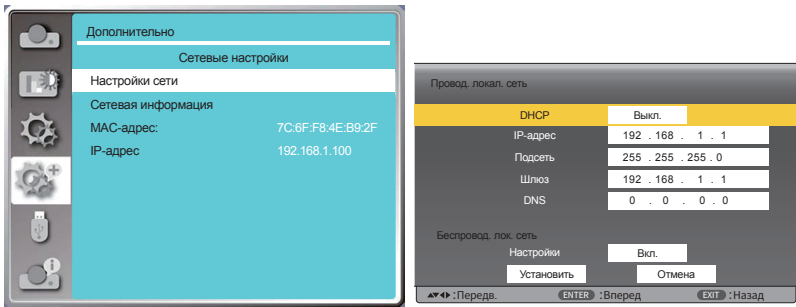 Дополнительно
Сетевые настройки
Настройки сети
Сетевая информация
MAC-адрес: 7C:6F:F8:4E:B9:2F
IP-адрес 192.168.1.100
Провод. локал. сеть
DHCP Выкл.
IP-адрес 192 . 168 . 1 . 1
Подсеть 255 . 255 . 255 . 0
Шлюз 192 . 168 . 1 . 1
DNS 0 . 0 . 0 . 0
Беспровод. лок. сеть
Настройки Вкл.
Установить Отмена
▲▼◀▶ :Передв. ENTER :Вперед EXIT :Назад